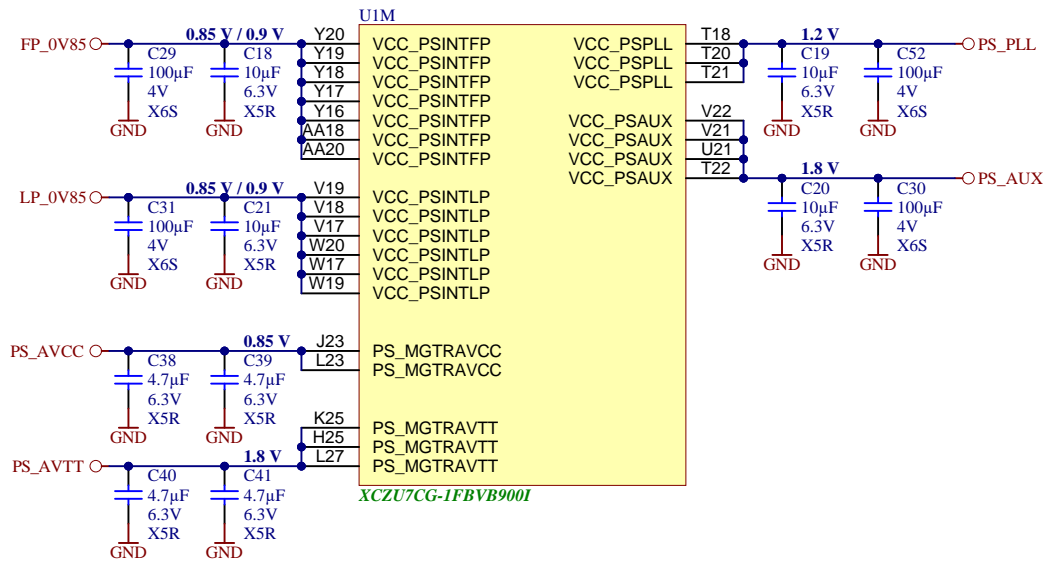 U1M
FP_0V85
0.85 V / 0.9 V
C29
100µF
4V
X6S
GND
C18
10µF
6.3V
X5R
GND
Y20 VCC_PSINTFP
Y19 VCC_PSINTFP
Y18 VCC_PSINTFP
Y17 VCC_PSINTFP
Y16 VCC_PSINTFP
AA18 VCC_PSINTFP
AA20 VCC_PSINTFP
LP_0V85
0.85 V / 0.9 V
C31
100µF
4V
X6S
GND
C21
10µF
6.3V
X5R
GND
V19 VCC_PSINTLP
V18 VCC_PSINTLP
V17 VCC_PSINTLP
W20 VCC_PSINTLP
W17 VCC_PSINTLP
W19 VCC_PSINTLP
PS_AVCC
0.85 V
C38
4.7µF
6.3V
X5R
GND
C39
4.7µF
6.3V
X5R
GND
J23 PS_MGTRAVCC
L23 PS_MGTRAVCC
PS_AVTT
1.8 V
C40
4.7µF
6.3V
X5R
GND
C41
4.7µF
6.3V
X5R
GND
K25 PS_MGTRAVTT
H25 PS_MGTRAVTT
L27 PS_MGTRAVTT
VCC_PSPLL T18
VCC_PSPLL T20
VCC_PSPLL T21
1.2 V
PS_PLL
C19
10µF
6.3V
X5R
GND
C52
100µF
4V
X6S
GND
VCC_PSAUX V22
VCC_PSAUX V21
VCC_PSAUX U21
VCC_PSAUX T22
1.8 V
PS_AUX
C20
10µF
6.3V
X5R
GND
C30
100µF
4V
X6S
GND
XCZU7CG-1FBVB900I